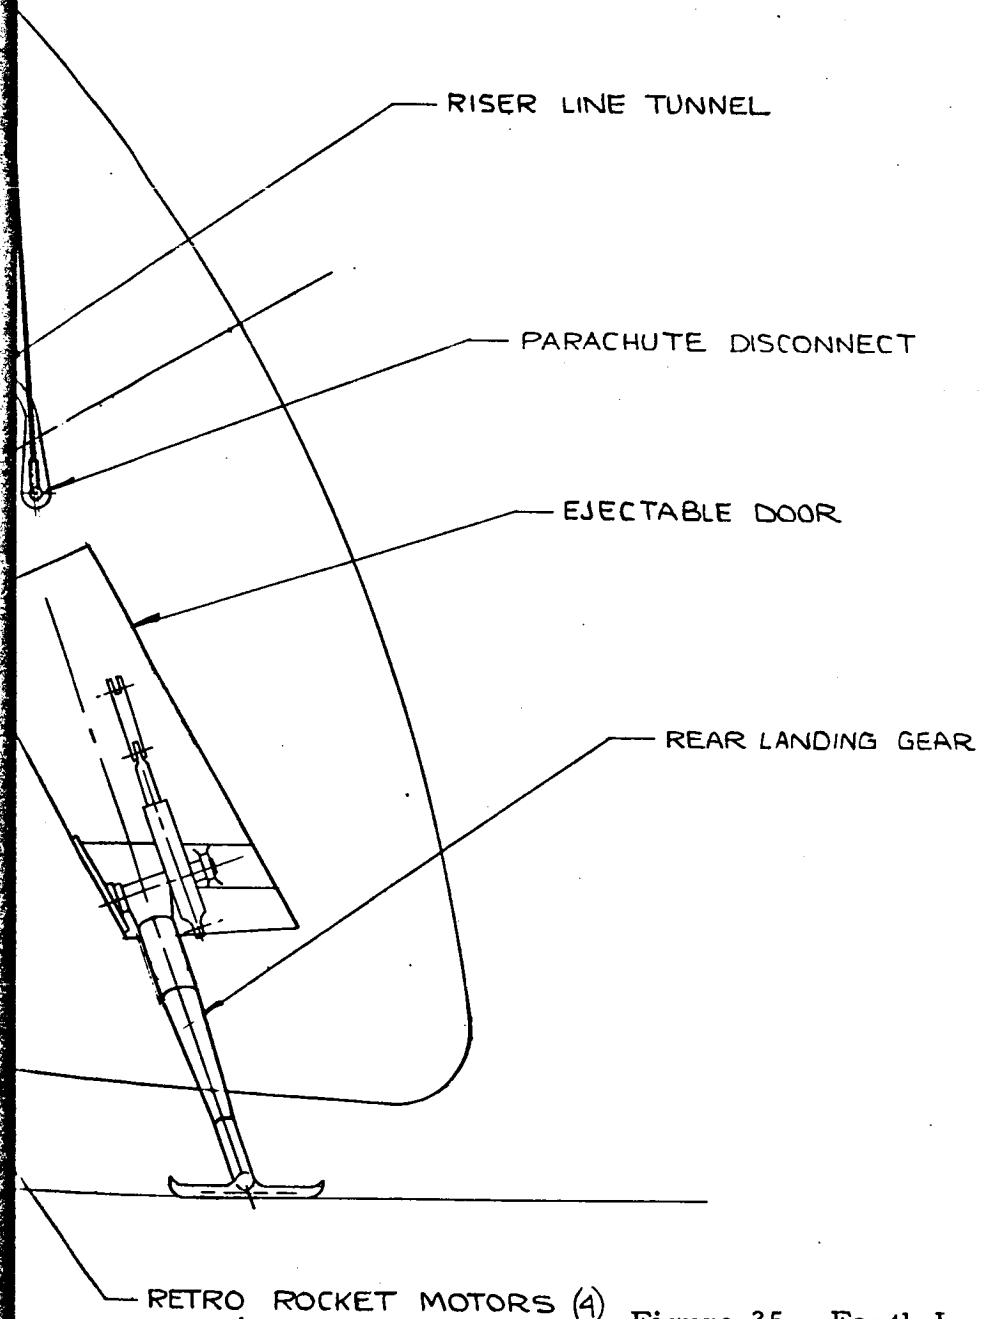 RISER LINE TUNNEL
PARACHUTE DISCONNECT
EJECTABLE DOOR
REAR LANDING GEAR
RETRO ROCKET MOTORS (4)
Figure 35.